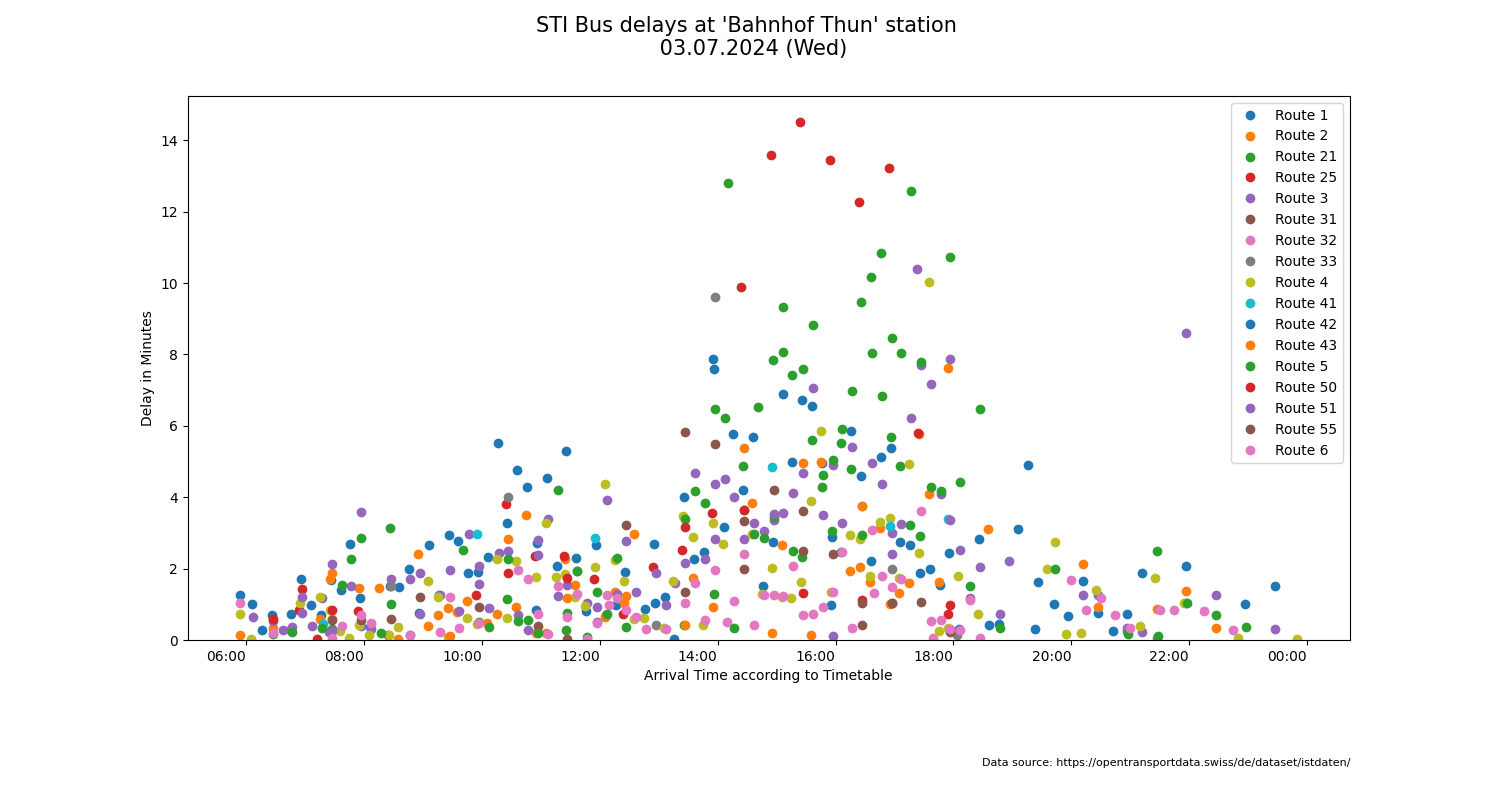 STI Bus delays at 'Bahnhof Thun' station
03.07.2024 (Wed)
Delay in Minutes
14
12
10
8
6
4
2
0
06:00 08:00 10:00 12:00 14:00 16:00 18:00 20:00 22:00 00:00
Arrival Time according to Timetable
Route 1
Route 2
Route 21
Route 25
Route 3
Route 31
Route 32
Route 33
Route 4
Route 41
Route 42
Route 43
Route 5
Route 50
Route 51
Route 55
Route 6
Data source: https://opentransportdata.swiss/de/dataset/istdaten/